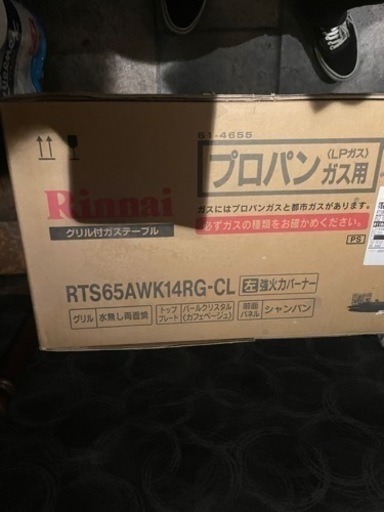 51-4655
プロパン〈LPガス〉ガス用
Rinnai
ガスにはプロパンガスと都市ガスがあります。
グリル付ガステーブル
必ずガスの種類をお確かめください。
PS
RTS65AWK14RG-CL 左 強火力バーナー
グリル 水無し両面焼 トッププレート パールクリスタル(カフェベージュ) 前面パネル シャンパン